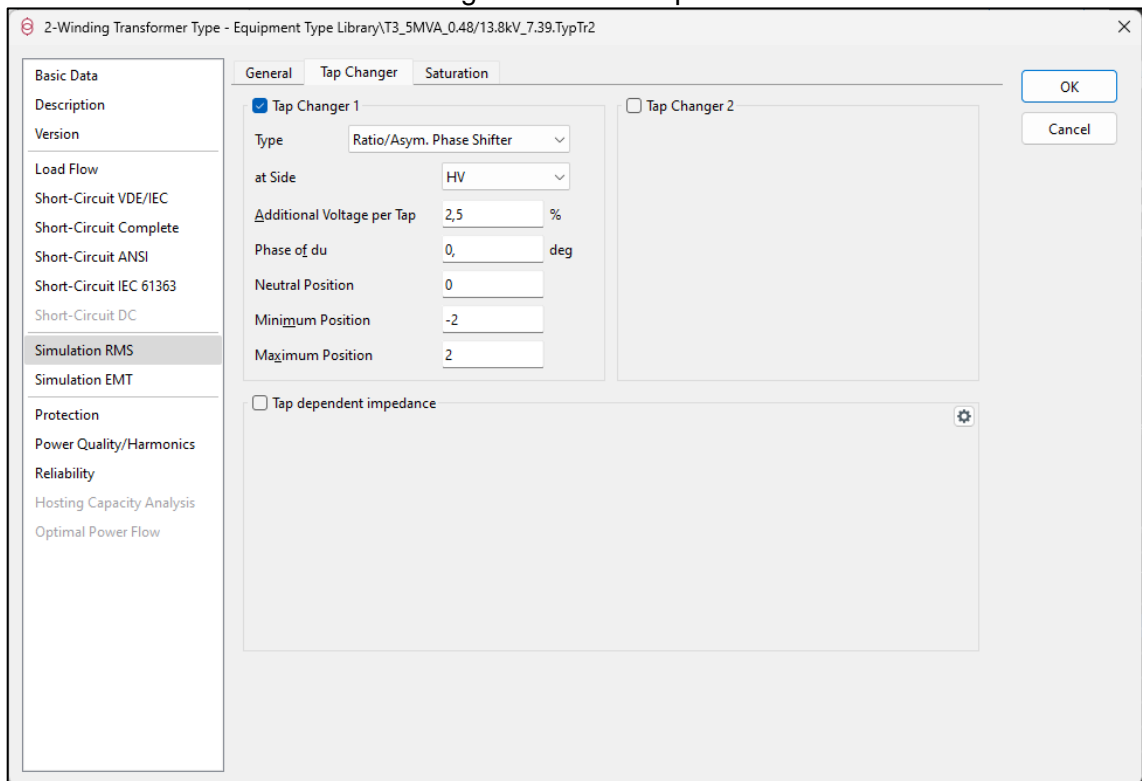 2-Winding Transformer Type - Equipment Type Library\T3_5MVA_0.48/13.8kV_7.39.TypTr2
Basic Data
Description
Version
Load Flow
Short-Circuit VDE/IEC
Short-Circuit Complete
Short-Circuit ANSI
Short-Circuit IEC 61363
Short-Circuit DC
Simulation RMS
Simulation EMT
Protection
Power Quality/Harmonics
Reliability
Hosting Capacity Analysis
Optimal Power Flow
General Tap Changer Saturation
Tap Changer 1
Type Ratio/Asym. Phase Shifter
at Side HV
Additional Voltage per Tap 2,5 %
Phase of du 0, deg
Neutral Position 0
Minimum Position -2
Maximum Position 2
Tap Changer 2
Tap dependent impedance
OK
Cancel